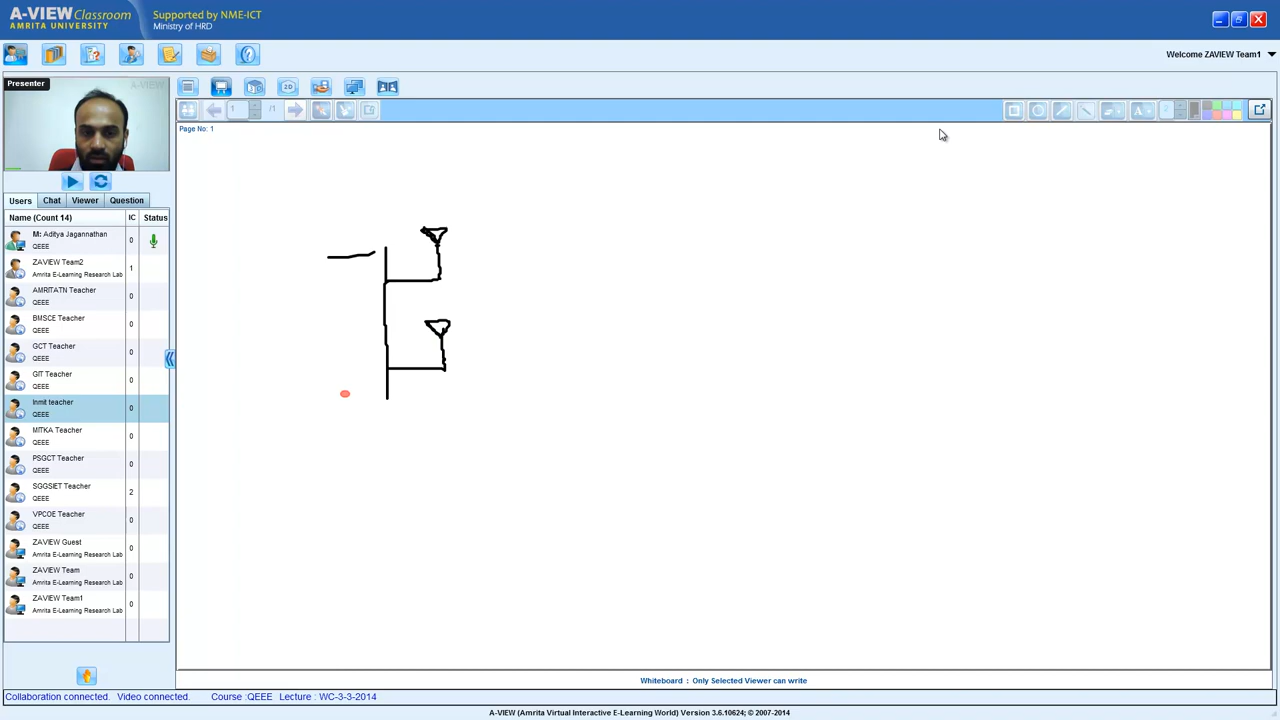 A-VIEW Classroom
AMRITA UNIVERSITY
Supported by NME-ICT
Ministry of HRD
Welcome ZAVIEW Team1
Presenter
A-VIEW
1
/1
A
2
2D
Page No: 1
Users Chat Viewer Question
Name (Count 14) IC Status
M: Aditya Jagannathan
QEEE
0
ZAVIEW Team2
Amrita E-Learning Research Lab
1
AMRITATN Teacher
QEEE
0
BMSCE Teacher
QEEE
0
GCT Teacher
QEEE
0
GIT Teacher
QEEE
0
Inmit teacher
QEEE
0
MITKA Teacher
QEEE
0
PSGCT Teacher
QEEE
0
SGGSIET Teacher
QEEE
2
VPCOE Teacher
QEEE
0
ZAVIEW Guest
Amrita E-Learning Research Lab
0
ZAVIEW Team
Amrita E-Learning Research Lab
0
ZAVIEW Team1
Amrita E-Learning Research Lab
0
Whiteboard : Only Selected Viewer can write
Collaboration connected. Video connected. Course :QEEE Lecture : WC-3-3-2014
A-VIEW (Amrita Virtual Interactive E-Learning World) Version 3.6.10624; © 2007-2014